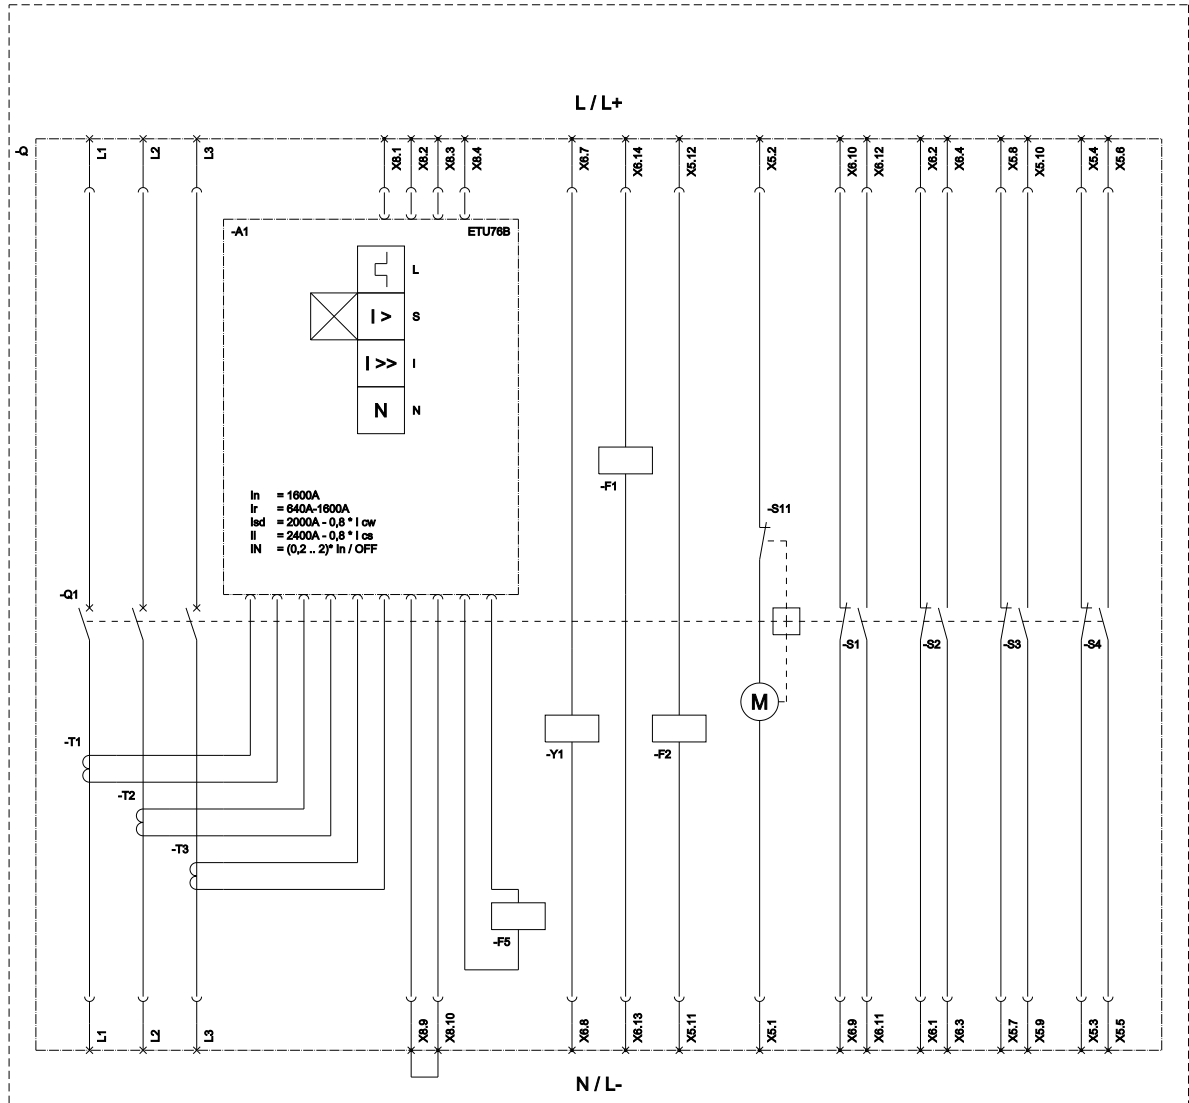 L / L+
-Q
L1
L2
L3
X8.1
X8.2
X8.3
X8.4
X6.7
X6.14
X5.12
X5.2
X6.10
X6.12
X6.2
X6.4
X5.8
X5.10
X5.4
X5.6
-A1
ETU76B
L
I >
S
I >>
I
N
N
-F1
In = 1600A
Ir = 640A-1600A
Isd = 2000A - 0,8 * I cw
Ii = 2400A - 0,8 * I cs
IN = (0,2 .. 2)* In / OFF
-S11
-Q1
-S1
-S2
-S3
-S4
M
-T1
-Y1
-F2
-T2
-T3
-F5
L1
L2
L3
X8.9
X8.10
X6.8
X6.13
X5.11
X5.1
X6.9
X6.11
X6.1
X6.3
X5.7
X5.9
X5.3
X5.5
N / L-